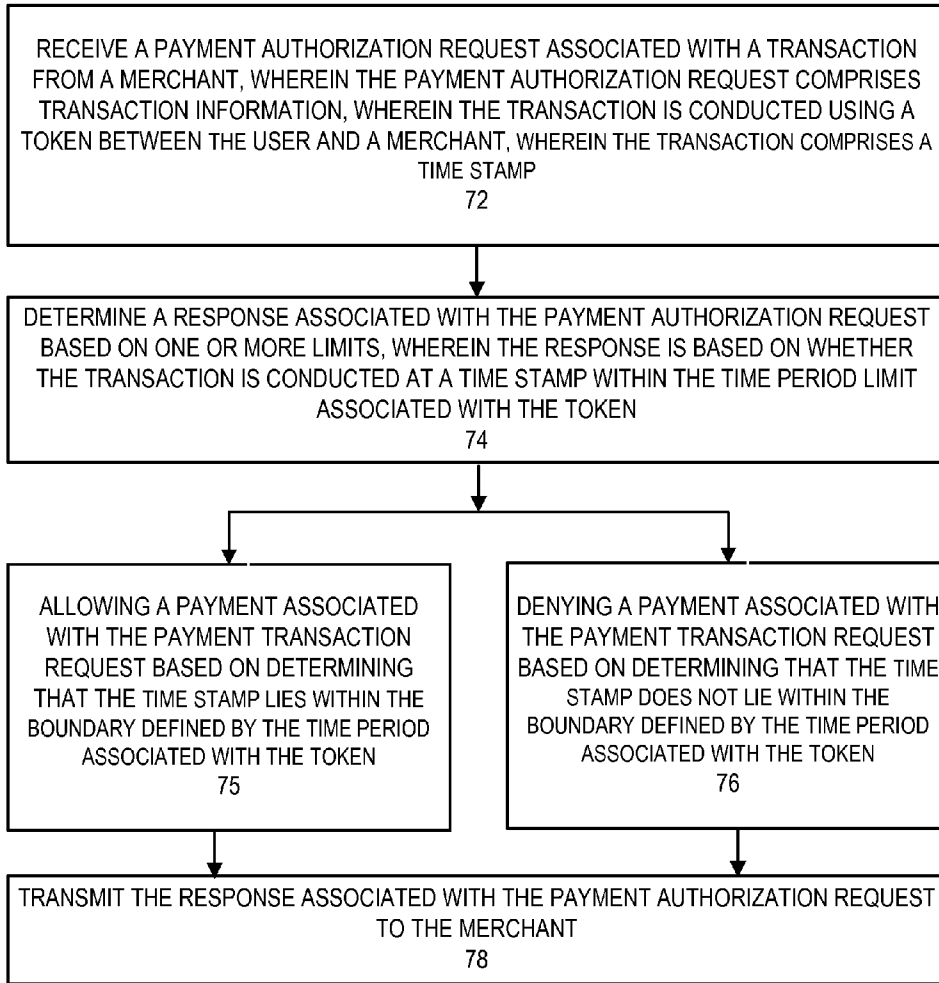 RECEIVE A PAYMENT AUTHORIZATION REQUEST ASSOCIATED WITH A TRANSACTION
FROM A MERCHANT, WHEREIN THE PAYMENT AUTHORIZATION REQUEST COMPRISES
TRANSACTION INFORMATION, WHEREIN THE TRANSACTION IS CONDUCTED USING A
TOKEN BETWEEN THE USER AND A MERCHANT, WHEREIN THE TRANSACTION COMPRISES A
TIME STAMP
72
DETERMINE A RESPONSE ASSOCIATED WITH THE PAYMENT AUTHORIZATION REQUEST
BASED ON ONE OR MORE LIMITS, WHEREIN THE RESPONSE IS BASED ON WHETHER
THE TRANSACTION IS CONDUCTED AT A TIME STAMP WITHIN THE TIME PERIOD LIMIT
ASSOCIATED WITH THE TOKEN
74
ALLOWING A PAYMENT ASSOCIATED
WITH THE PAYMENT TRANSACTION
REQUEST BASED ON DETERMINING
THAT THE TIME STAMP LIES WITHIN THE
BOUNDARY DEFINED BY THE TIME PERIOD
ASSOCIATED WITH THE TOKEN
75
DENYING A PAYMENT ASSOCIATED WITH
THE PAYMENT TRANSACTION REQUEST
BASED ON DETERMINING THAT THE TIME
STAMP DOES NOT LIE WITHIN THE
BOUNDARY DEFINED BY THE TIME PERIOD
ASSOCIATED WITH THE TOKEN
76
TRANSMIT THE RESPONSE ASSOCIATED WITH THE PAYMENT AUTHORIZATION REQUEST
TO THE MERCHANT
78